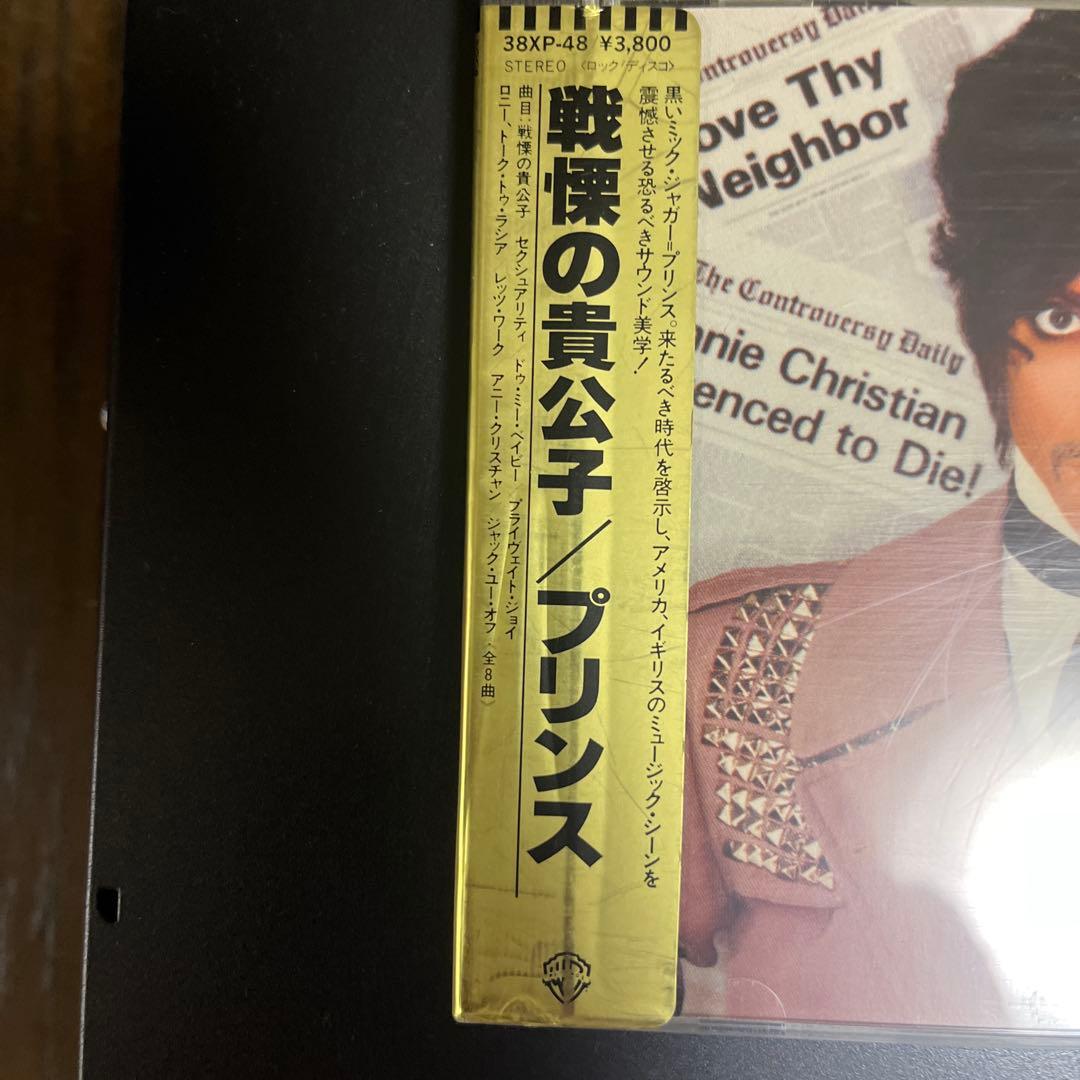 38XP-48 ¥3,800
STEREO 〈ロック/ディスコ〉
黒いミック・ジャガー=プリンス。来たるべき時代を啓示し、アメリカ、イギリスのミュージック・シーンを
震憾させる恐るべきサウンド美学!
戦慄の貴公子/プリンス
曲目:戦慄の貴公子 セクシュアリティ ドゥ・ミー・ベイビー プライヴェイト・ジョイ
ロニー、トーク・トゥ・ラシア レッツ・ワーク アニー・クリスチャン ジャック・ユー・オフ・全8曲〉
ntroversy Daily
ove Thy
Neighbor
The Controversy Daily
nnie Christian
enced to Die!